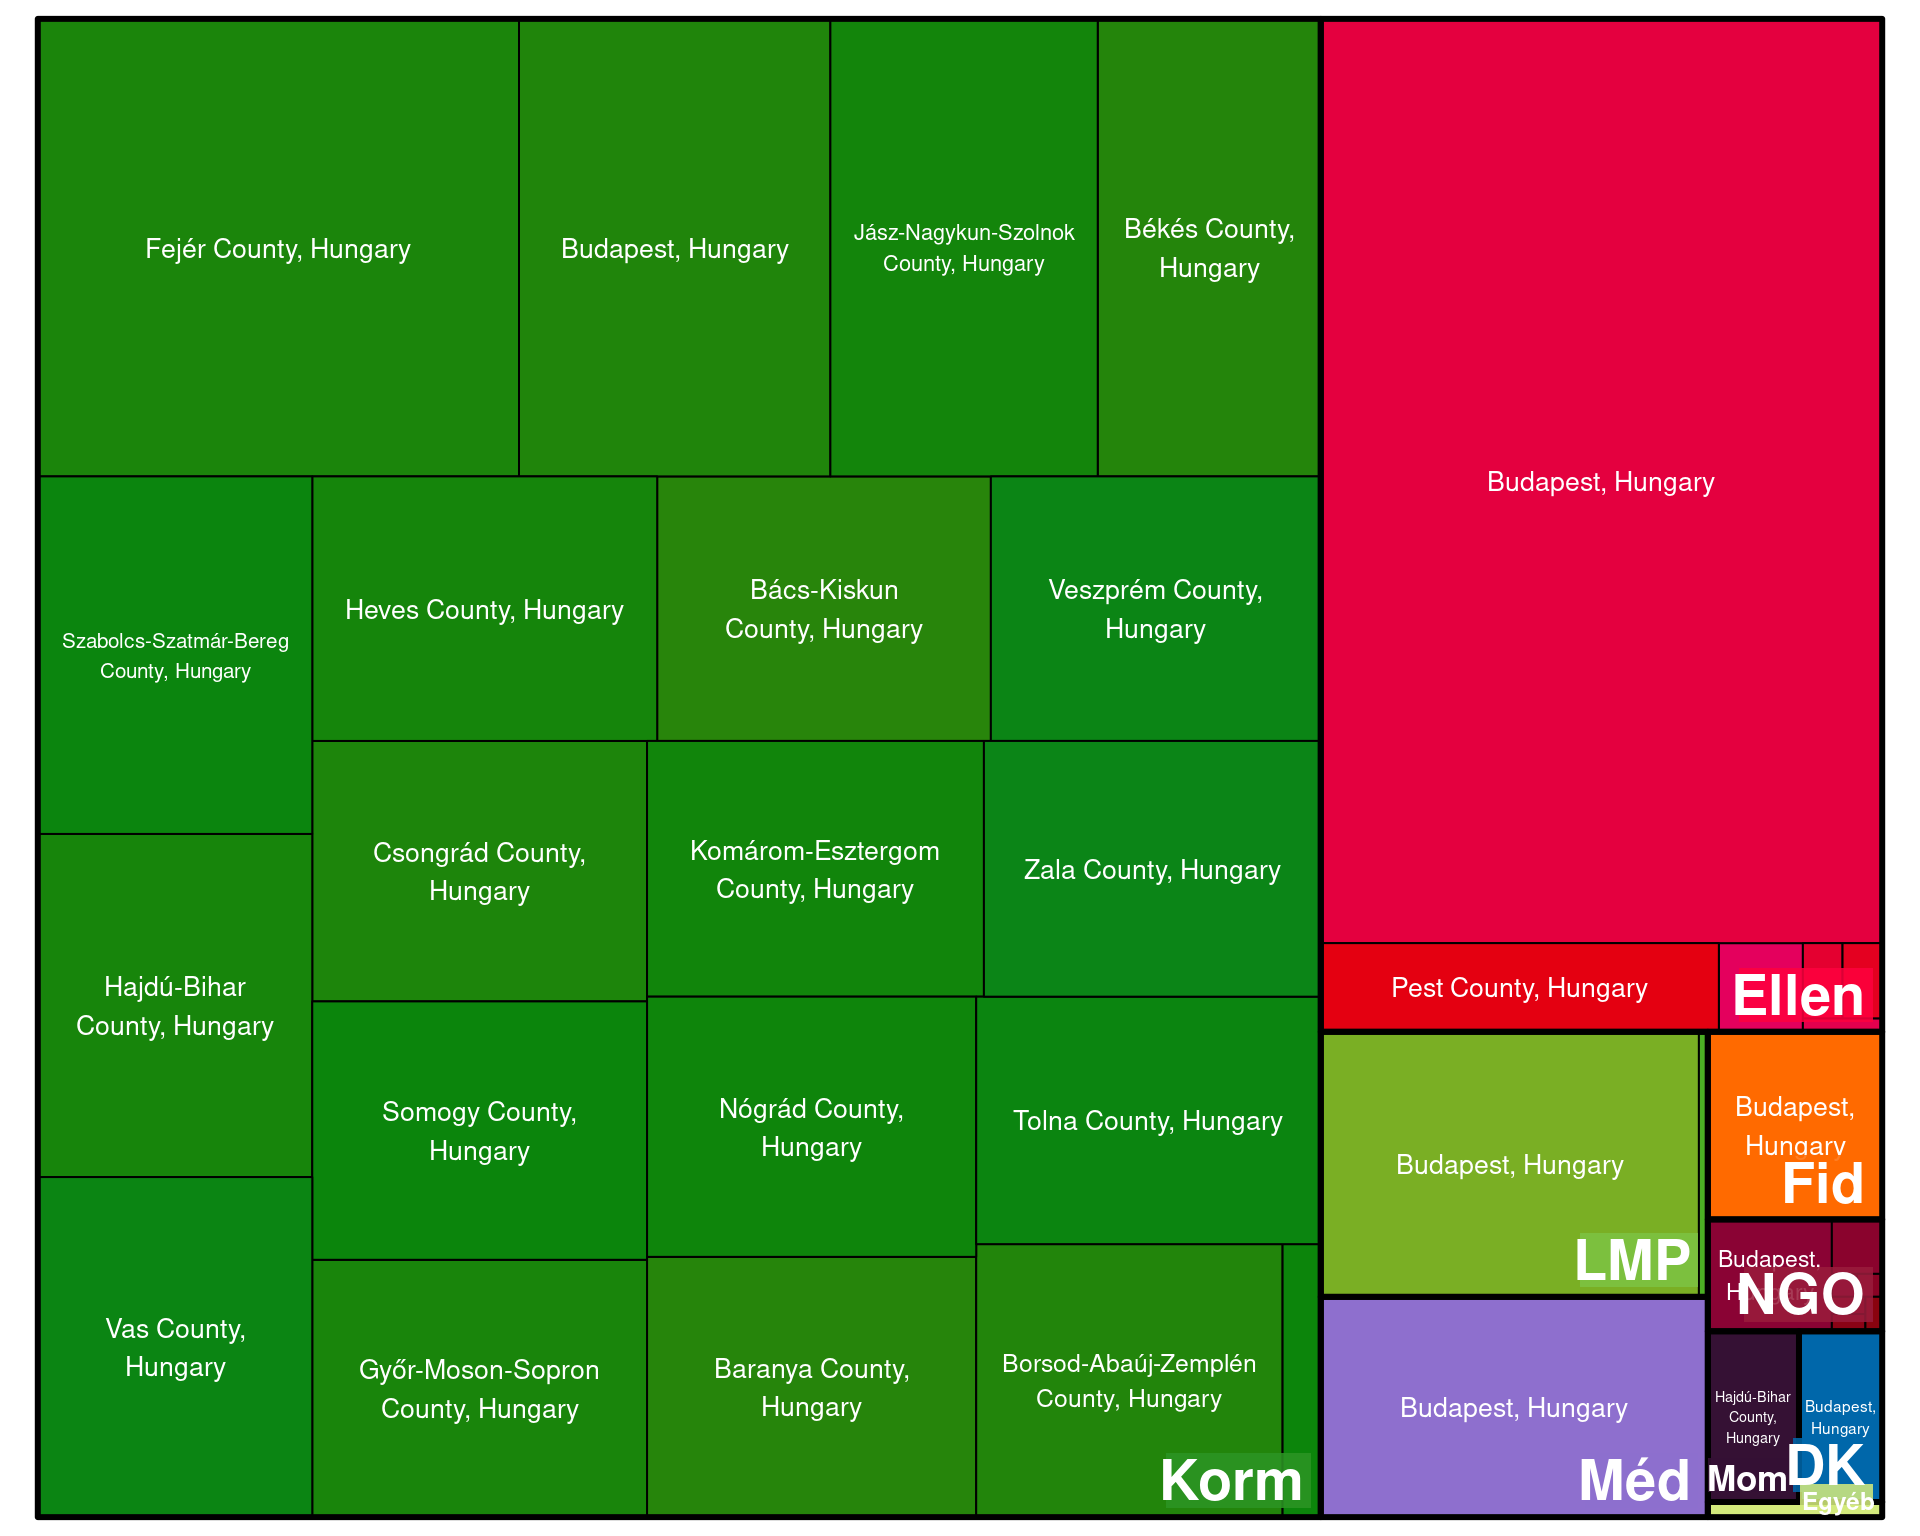 Fejér County, Hungary
Budapest, Hungary
Jász-Nagykun-Szolnok
County, Hungary
Békés County,
Hungary
Szabolcs-Szatmár-Bereg
County, Hungary
Heves County, Hungary
Bács-Kiskun
County, Hungary
Veszprém County,
Hungary
Hajdú-Bihar
County, Hungary
Csongrád County,
Hungary
Komárom-Esztergom
County, Hungary
Zala County, Hungary
Somogy County,
Hungary
Nógrád County,
Hungary
Tolna County, Hungary
Vas County,
Hungary
Győr-Moson-Sopron
County, Hungary
Baranya County,
Hungary
Borsod-Abaúj-Zemplén
County, Hungary
Korm
Budapest, Hungary
Pest County, Hungary
Ellen
Budapest, Hungary
LMP
Budapest, Hungary
Méd
Budapest,
Hungary
Fid
Budapest,
NGO
Hajdú-Bihar
County,
Hungary
Mom
Budapest,
Hungary
DK
Egyéb